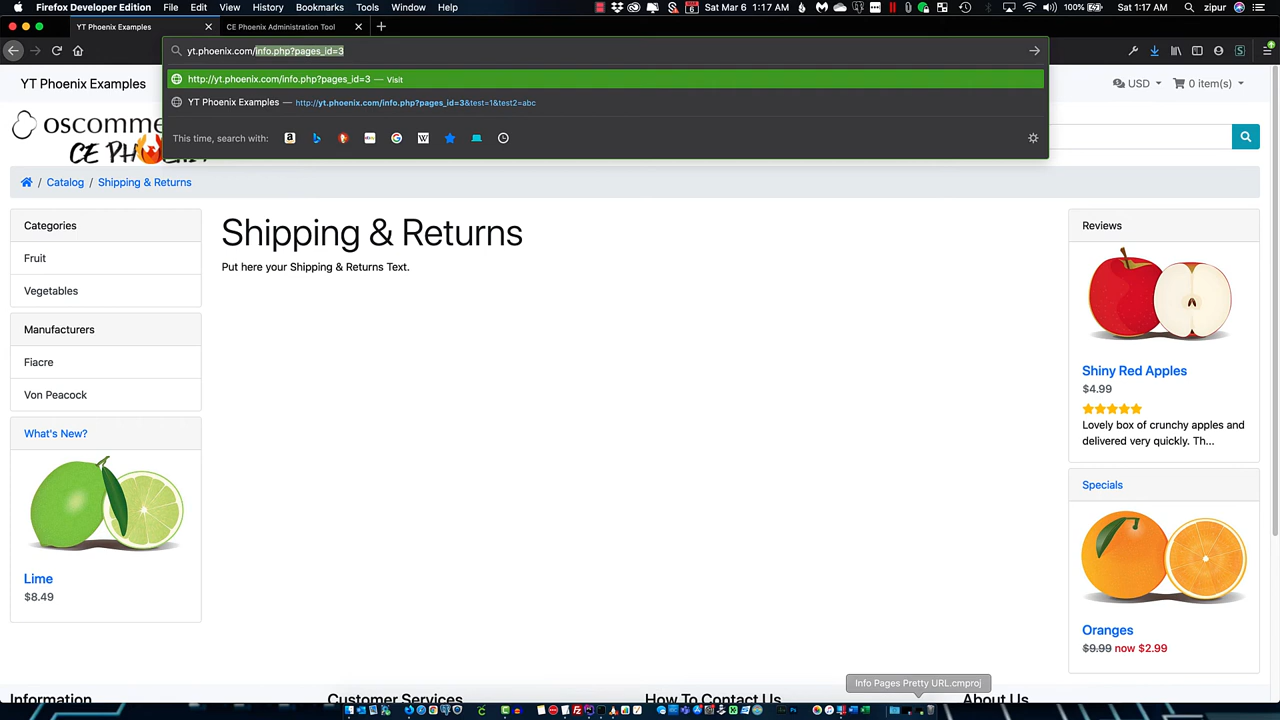 Firefox Developer Edition File Edit View History Bookmarks Tools Window Help
Sat Mar 6 1:17 AM 100% Sat 1:17 AM zipur
YT Phoenix Examples
CE Phoenix Administration Tool
yt.phoenix.com/info.php?pages_id=3
http://yt.phoenix.com/info.php?pages_id=3 — Visit
YT Phoenix Examples — http://yt.phoenix.com/info.php?pages_id=3&test=1&test2=abc
This time, search with:
YT Phoenix Examples
USD
0 item(s)
oscomme
CE PHOENIX
/ Catalog / Shipping & Returns
Categories
Fruit
Vegetables
Manufacturers
Fiacre
Von Peacock
What's New?
Lime
$8.49
Shipping & Returns
Put here your Shipping & Returns Text.
Reviews
Shiny Red Apples
$4.99
Lovely box of crunchy apples and
delivered very quickly. Th...
Specials
Oranges
$9.99 now $2.99
Info Pages Pretty URL.cmproj
Information
Customer Services
How To Contact Us
About Us